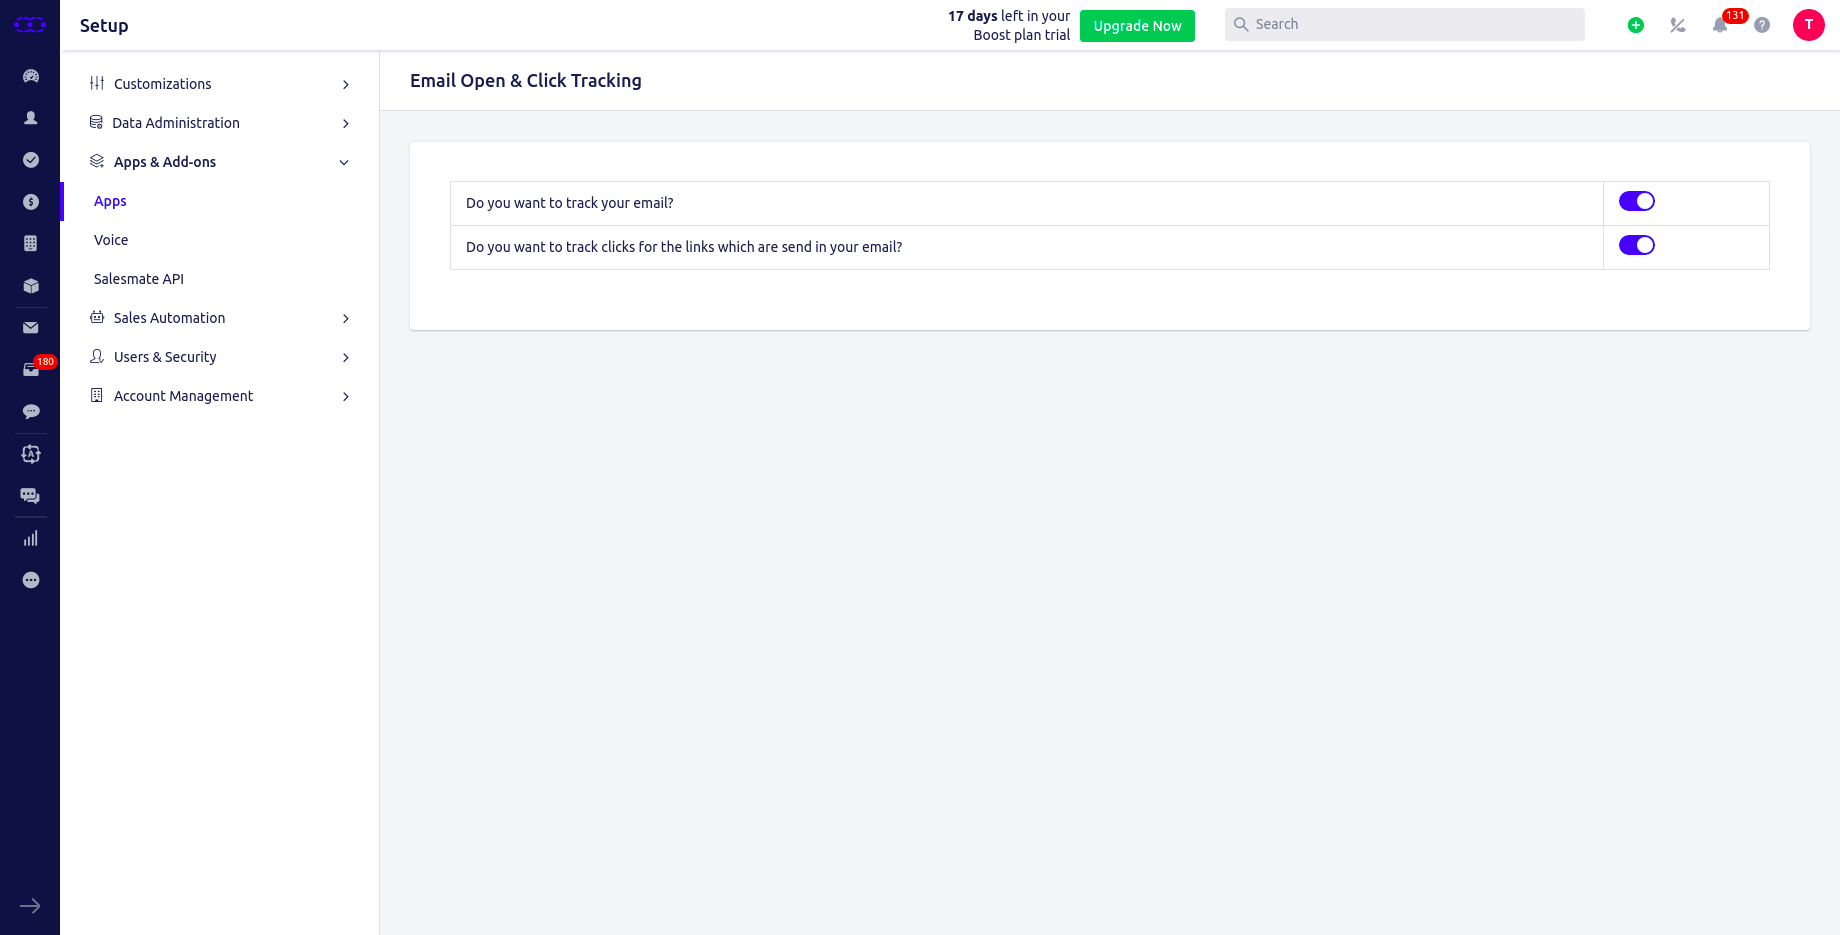 Setup
17 days left in your
Boost plan trial
Upgrade Now
Search
131
T
Customizations
Data Administration
Apps & Add-ons
Apps
Voice
Salesmate API
Sales Automation
Users & Security
Account Management
180
Email Open & Click Tracking
Do you want to track your email?
Do you want to track clicks for the links which are send in your email?